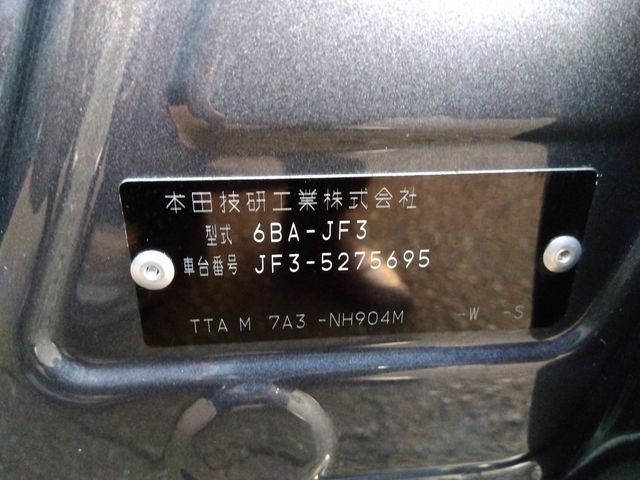 本田技研工業株式会社
型式 6BA-JF3
車台番号 JF3-5275695
TTA M 7A3 -NH904M -W -S